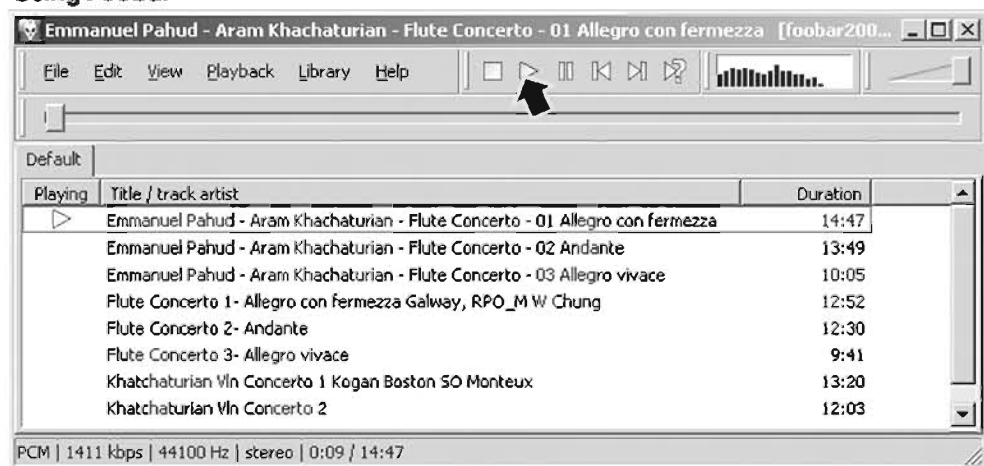 Emmanuel Pahud - Aram Khachaturian - Flute Concerto - 01 Allegro con fermezza [foobar200...
File Edit View Playback Library Help
Default
Playing Title / track artist Duration
Emmanuel Pahud - Aram Khachaturian - Flute Concerto - 01 Allegro con fermezza 14:47
Emmanuel Pahud - Aram Khachaturian - Flute Concerto - 02 Andante 13:49
Emmanuel Pahud - Aram Khachaturian - Flute Concerto - 03 Allegro vivace 10:05
Flute Concerto 1- Allegro con fermezza Galway, RPO_M W Chung 12:52
Flute Concerto 2- Andante 12:30
Flute Concerto 3- Allegro vivace 9:41
Khatchaturian Vln Concerto 1 Kogan Boston SO Monteux 13:20
Khatchaturian Vln Concerto 2 12:03
PCM | 1411 kbps | 44100 Hz | stereo | 0:09 / 14:47